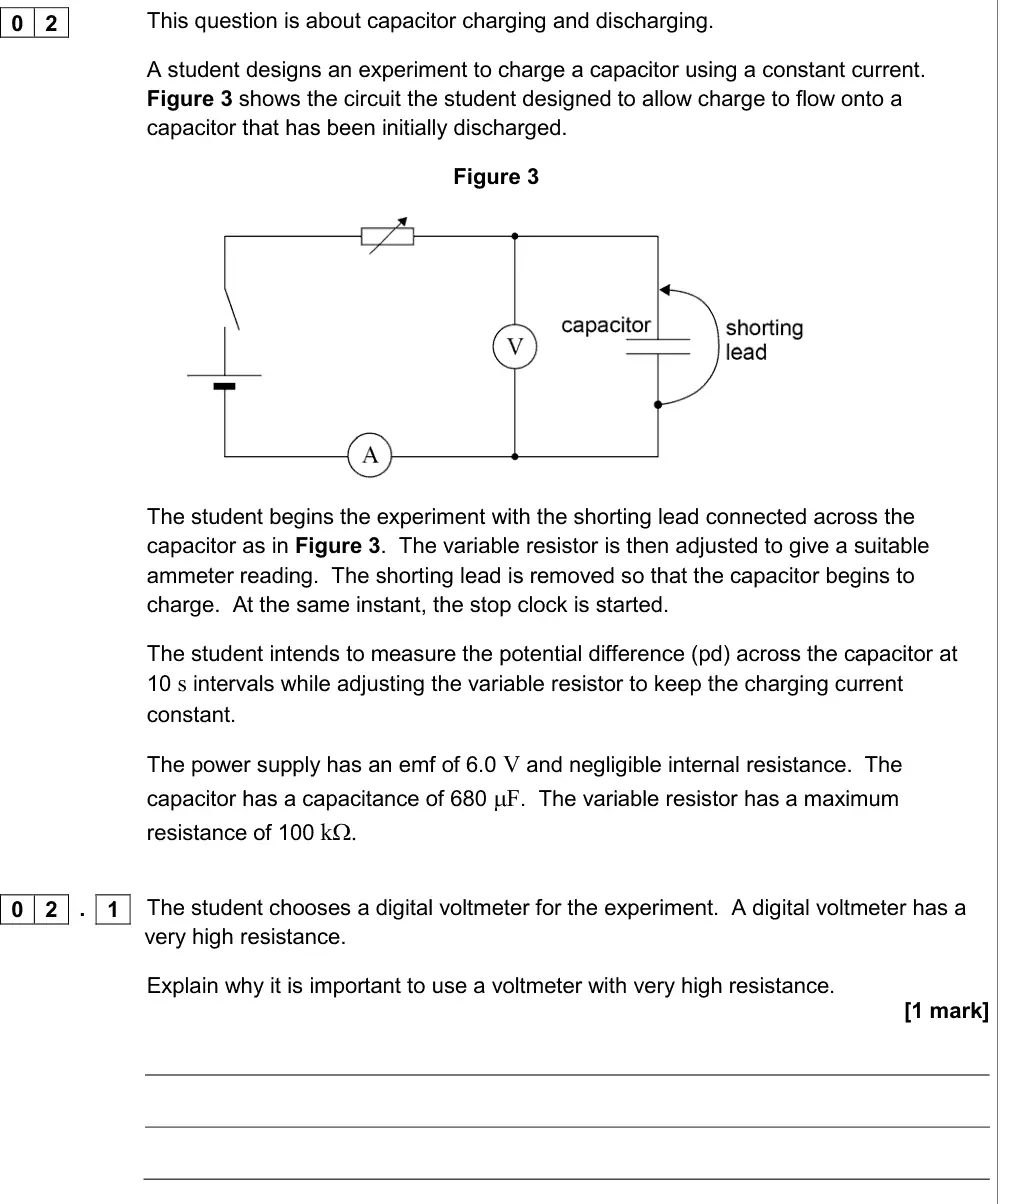 0 2 This question is about capacitor charging and discharging.
A student designs an experiment to charge a capacitor using a constant current.
Figure 3 shows the circuit the student designed to allow charge to flow onto a
capacitor that has been initially discharged.
Figure 3
V
capacitor
shorting
lead
A
The student begins the experiment with the shorting lead connected across the
capacitor as in Figure 3. The variable resistor is then adjusted to give a suitable
ammeter reading. The shorting lead is removed so that the capacitor begins to
charge. At the same instant, the stop clock is started.
The student intends to measure the potential difference (pd) across the capacitor at
10 s intervals while adjusting the variable resistor to keep the charging current
constant.
The power supply has an emf of 6.0 V and negligible internal resistance. The
capacitor has a capacitance of 680 μF. The variable resistor has a maximum
resistance of 100 kΩ.
0 2 . 1 The student chooses a digital voltmeter for the experiment. A digital voltmeter has a
very high resistance.
Explain why it is important to use a voltmeter with very high resistance.
[1 mark]